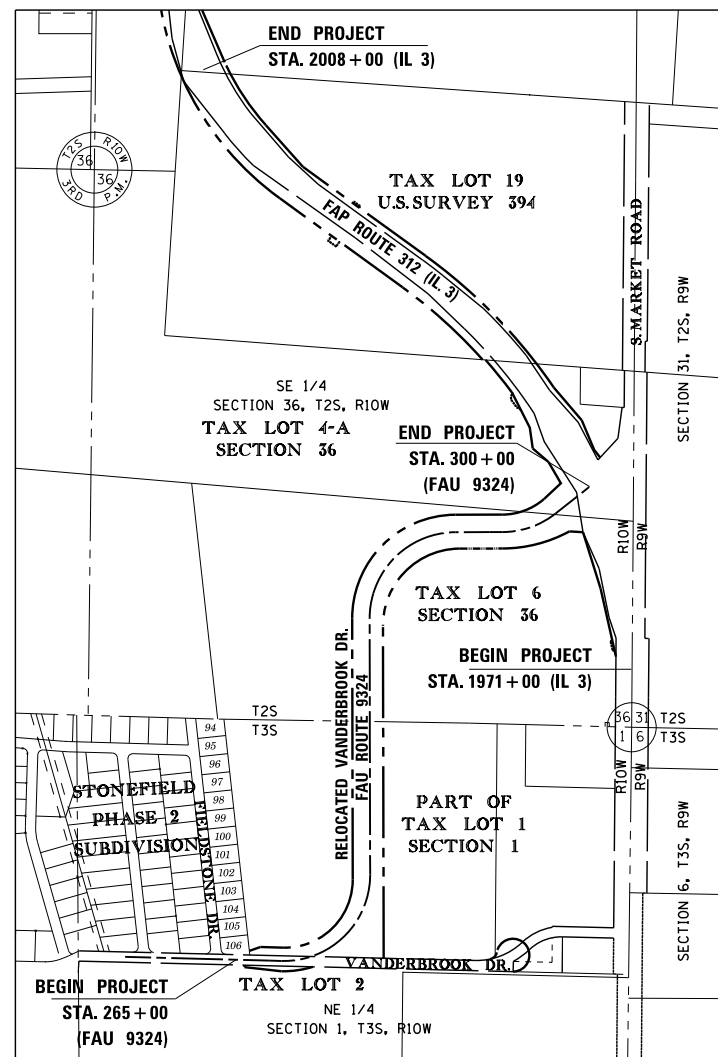 END PROJECT
STA. 2008+00 (IL 3)
T2S R10W
36
36
3RD P.M.
TAX LOT 19
U.S. SURVEY 394
FAP ROUTE 312 (IL. 3)
S. MARKET ROAD
SECTION 31, T2S, R9W
SE 1/4
SECTION 36, T2S, R10W
TAX LOT 4-A
SECTION 36
END PROJECT
STA. 300+00
(FAU 9324)
R10W
R9W
TAX LOT 6
SECTION 36
BEGIN PROJECT
STA. 1971+00 (IL 3)
RELOCATED VANDERBROOK DR.
FAU ROUTE 9324
T2S
T3S
36 31
1 6
T2S
T3S
R10W
R9W
94
95
96
97
98
99
100
101
102
103
104
105
106
STONEFIELD
PHASE 2
SUBDIVISION
FIELDSTONE DR.
PART OF
TAX LOT 1
SECTION 1
SECTION 6, T3S, R9W
VANDERBROOK DR.
BEGIN PROJECT
STA. 265+00
(FAU 9324)
TAX LOT 2
NE 1/4
SECTION 1, T3S, R10W